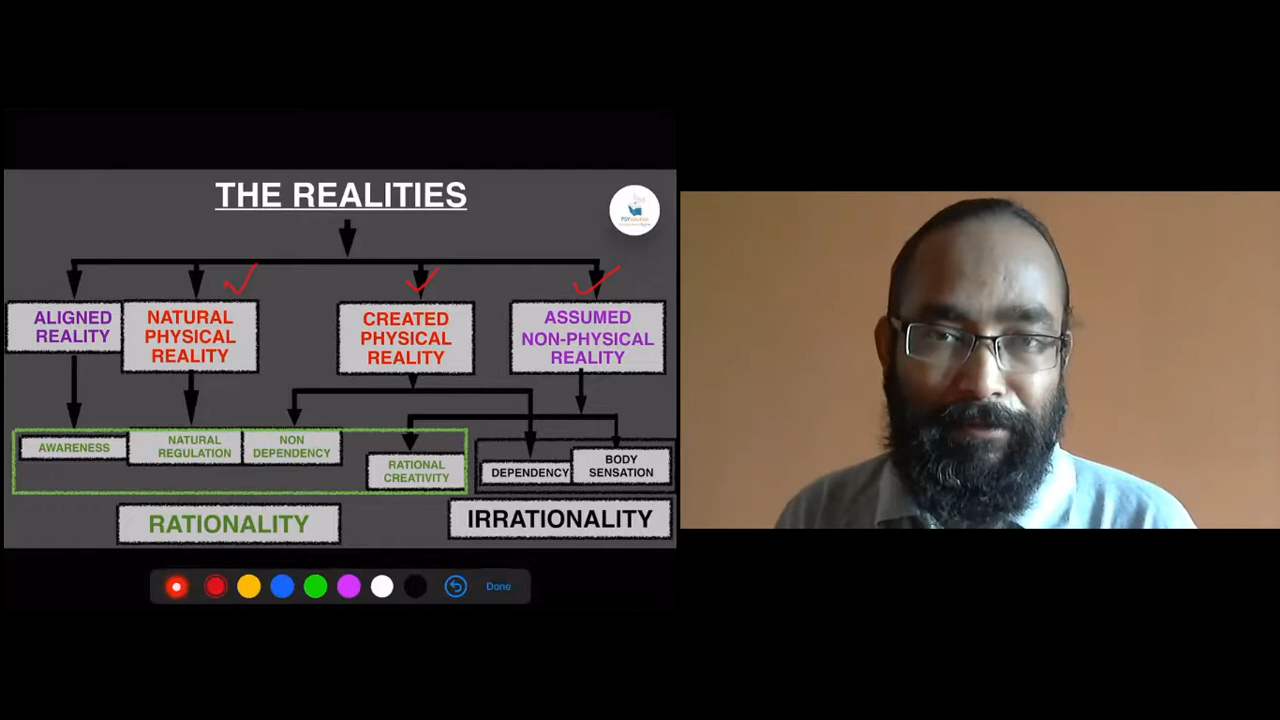 THE REALITIES
ALIGNED
REALITY
NATURAL
PHYSICAL
REALITY
CREATED
PHYSICAL
REALITY
ASSUMED
NON-PHYSICAL
REALITY
AWARENESS
NATURAL
REGULATION
NON
DEPENDENCY
RATIONAL
CREATIVITY
DEPENDENCY
BODY
SENSATION
RATIONALITY
IRRATIONALITY
Done